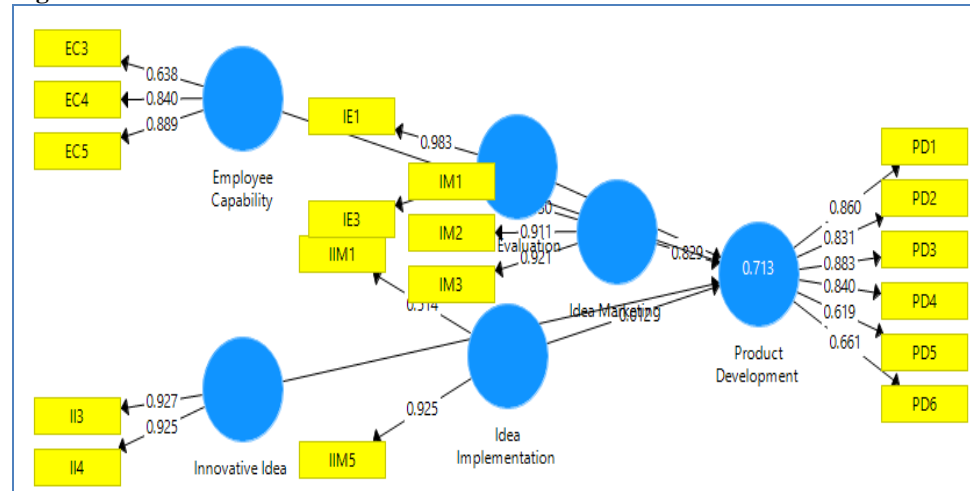 EC3
EC4
EC5
0.638
0.840
0.889
Employee
Capability
IE1
0.983
IM1
IE3
IM2
0.911
Evaluation
IIM1
IM3
0.921
0.829
Idea Marketing
0.713
Product
Development
0.860
0.831
0.883
0.840
0.619
0.661
PD1
PD2
PD3
PD4
PD5
PD6
II3
II4
0.927
0.925
Innovative Idea
0.925
IIM5
Idea
Implementation